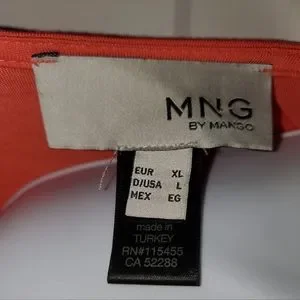 MNG
BY MANGO
EUR XL
D/USA L
MEX EG
made in
TURKEY
RN#115455
CA 52288